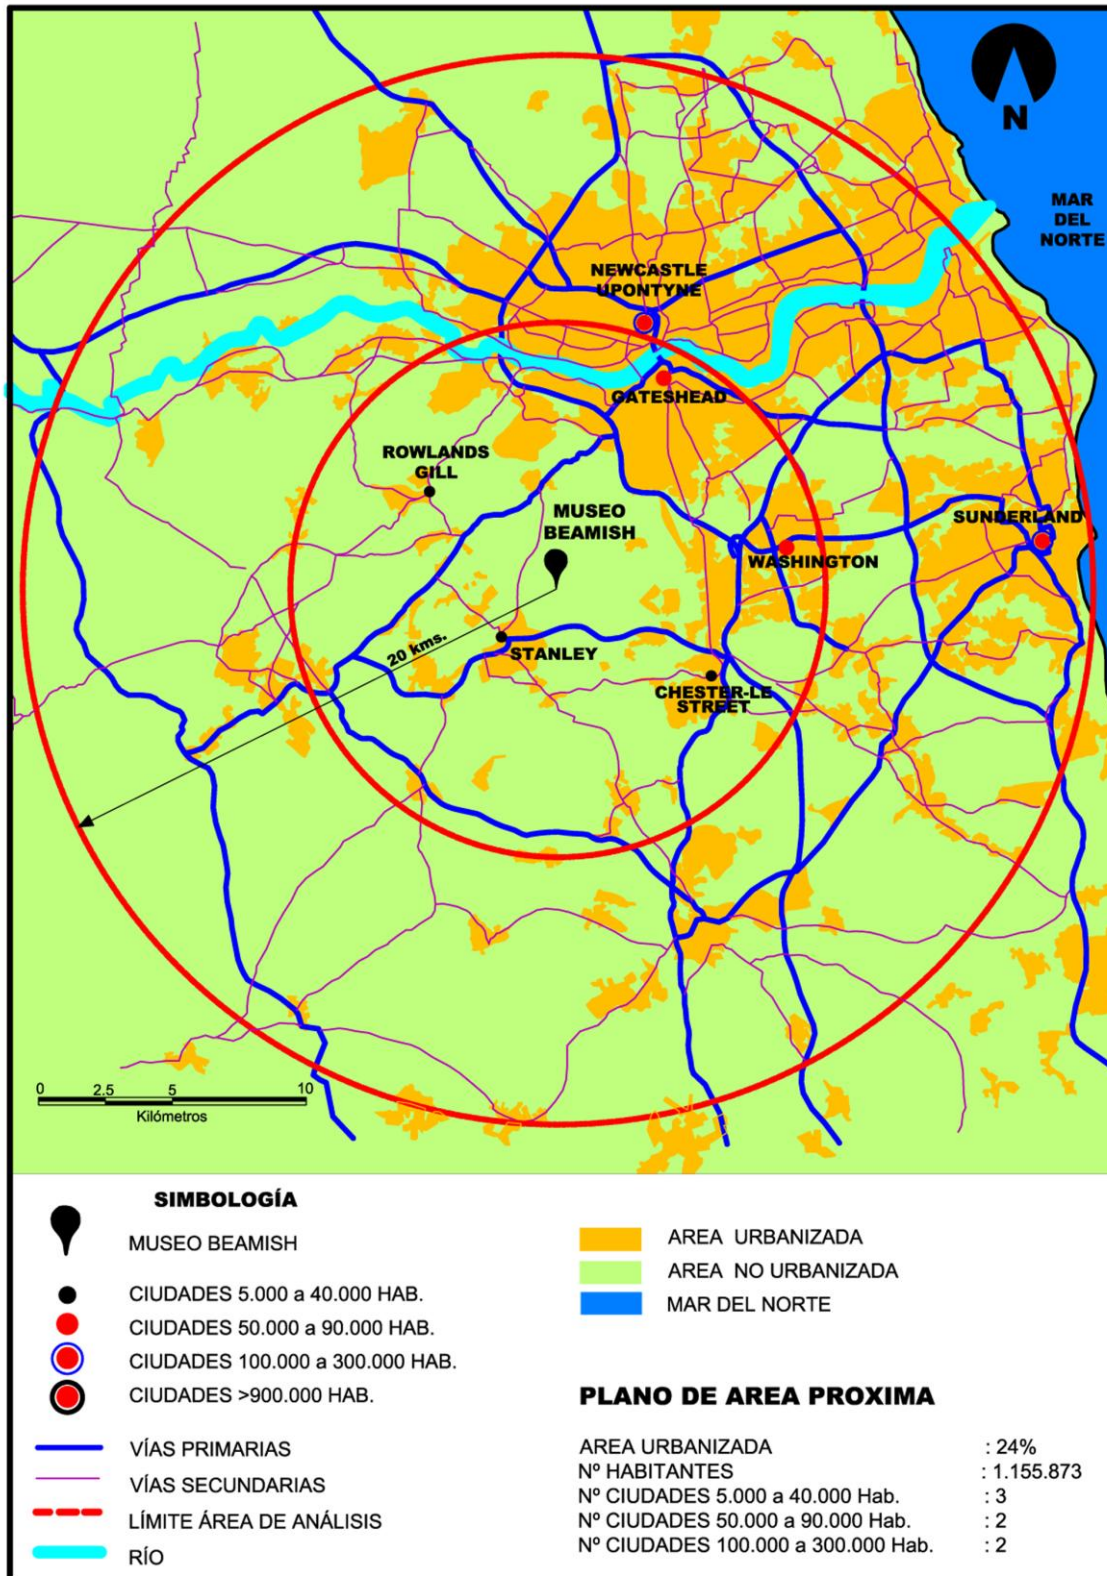 N
MAR
DEL
NORTE
NEWCASTLE
UPONTYNE
GATESHEAD
ROWLANDS
GILL
MUSEO
BEAMISH
SUNDERLAND
WASHINGTON
20 kms.
STANLEY
CHESTER-LE
STREET
0 2.5 5 10
Kilómetros
SIMBOLOGÍA
MUSEO BEAMISH
CIUDADES 5.000 a 40.000 HAB.
CIUDADES 50.000 a 90.000 HAB.
CIUDADES 100.000 a 300.000 HAB.
CIUDADES >900.000 HAB.
VÍAS PRIMARIAS
VÍAS SECUNDARIAS
LÍMITE ÁREA DE ANÁLISIS
RÍO
AREA URBANIZADA
AREA NO URBANIZADA
MAR DEL NORTE
PLANO DE AREA PROXIMA
AREA URBANIZADA : 24%
Nº HABITANTES : 1.155.873
Nº CIUDADES 5.000 a 40.000 Hab. : 3
Nº CIUDADES 50.000 a 90.000 Hab. : 2
Nº CIUDADES 100.000 a 300.000 Hab. : 2